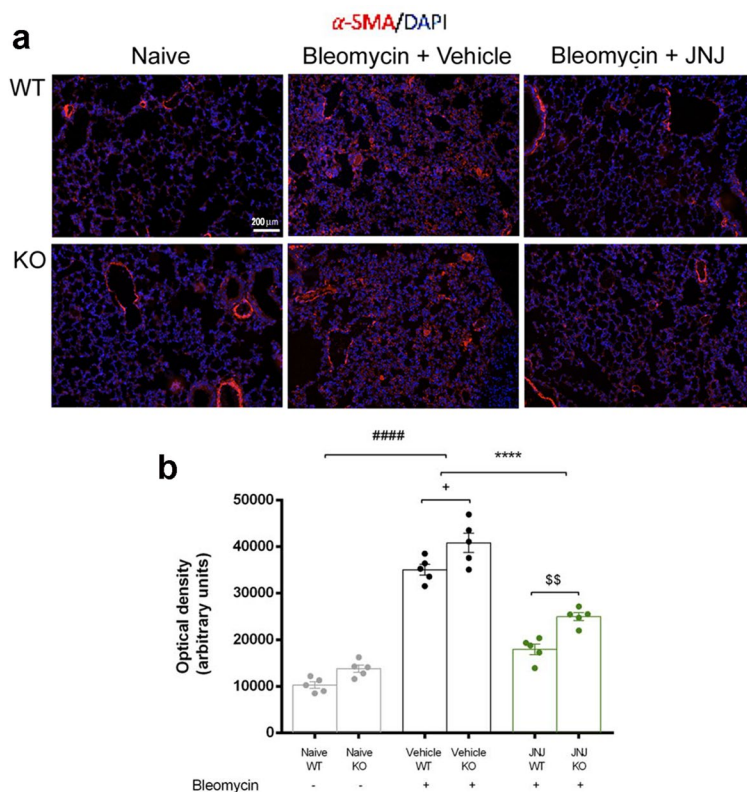 a
α-SMA/DAPI
Naive Bleomycin + Vehicle Bleomycin + JNJ
WT
200 μm
KO
b
####
****
+
$$
Optical density
(arbitrary units)
50000
40000
30000
20000
10000
0
Naive WT
Naive KO
Vehicle WT
Vehicle KO
JNJ WT
JNJ KO
Bleomycin - - + + + +